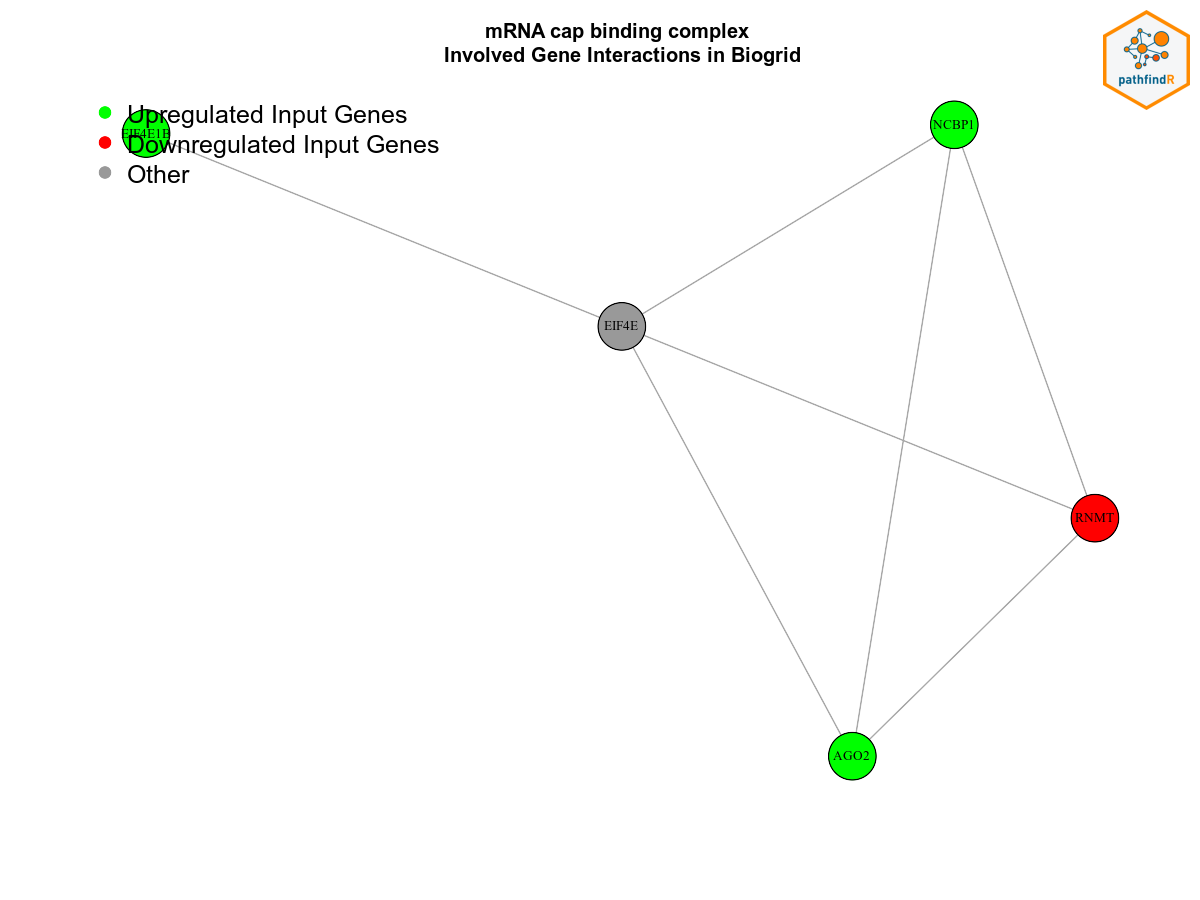 mRNA cap binding complex
Involved Gene Interactions in Biogrid
pathfindR
Upregulated Input Genes
EIF4E1B
Downregulated Input Genes
Other
NCBP1
EIF4E
RNMT
AGO2